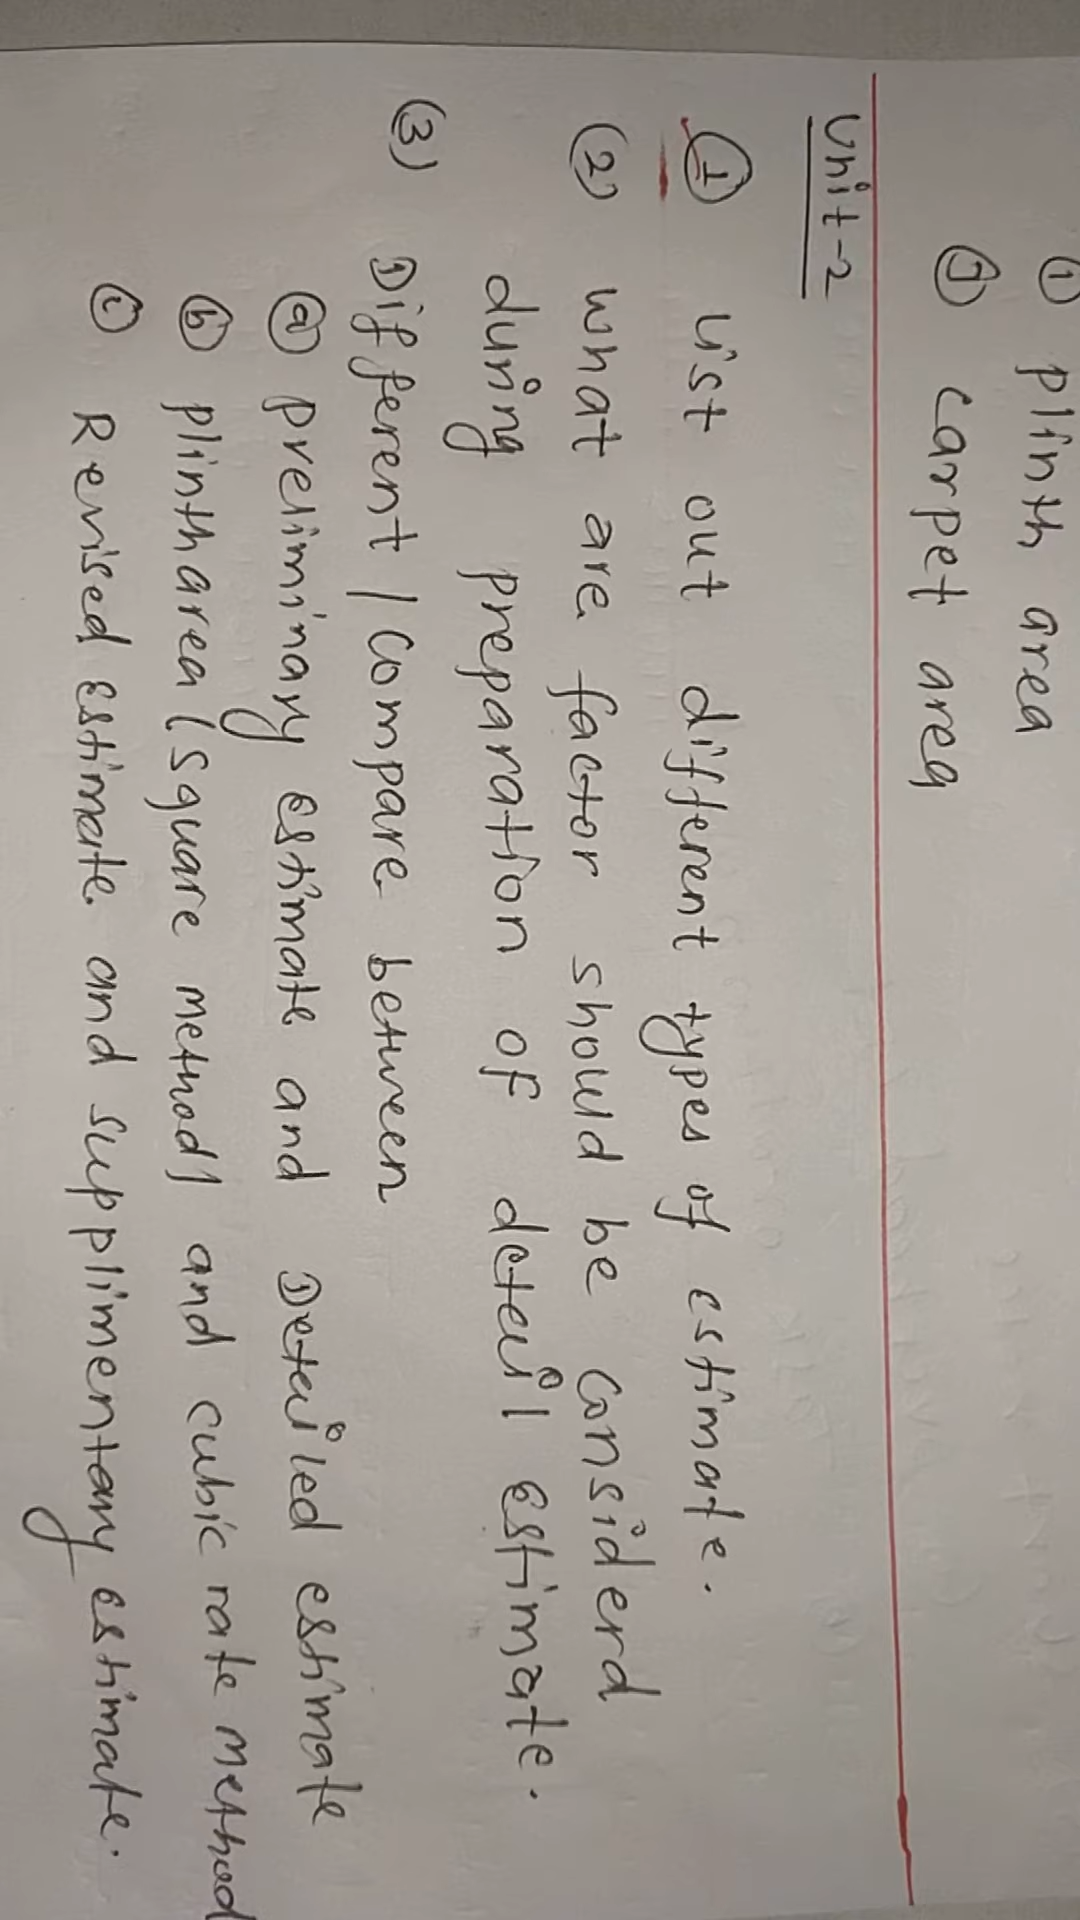 ① plinth area
⑦ carpet area
Unit-2
① List out different types of estimate.
② what are factor should be considerd
during preparation of detail estimate.
③ Different / compare between
ⓐ preliminary estimate and Detailed estimate
ⓑ plinth area (square method) and cubic rate method
ⓒ Revised estimate and supplimentary estimate.